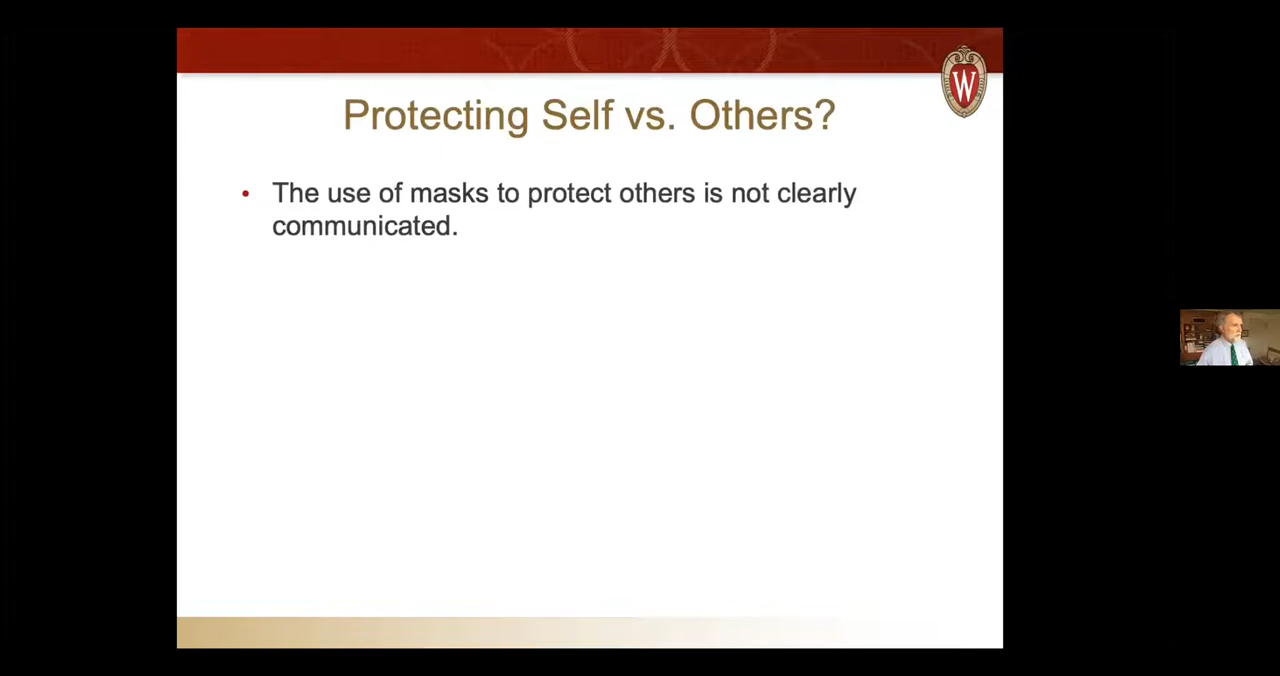 W
Protecting Self vs. Others?
• The use of masks to protect others is not clearly
communicated.